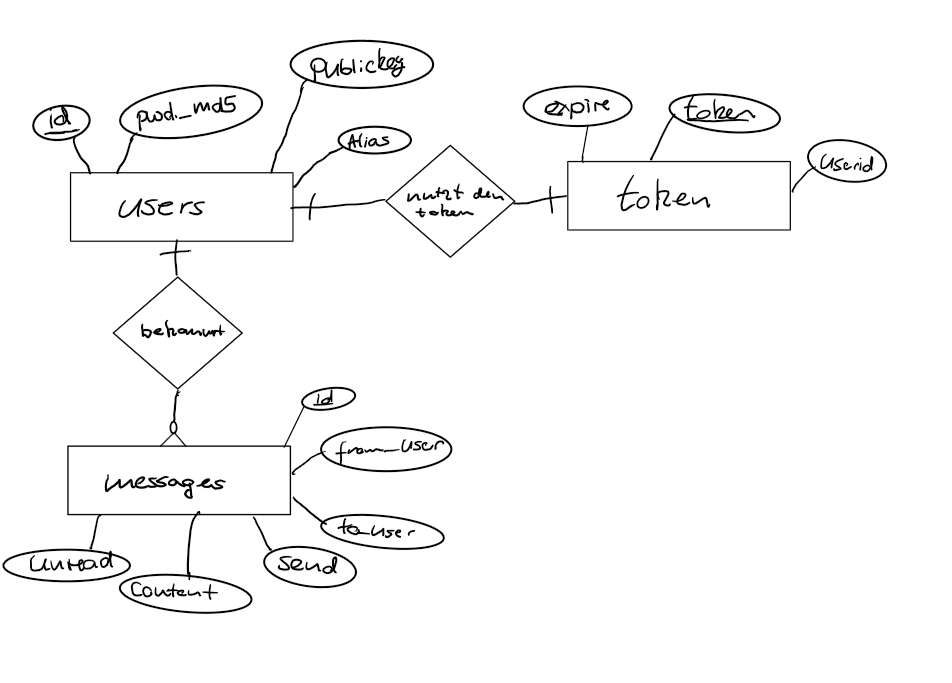 publickey
id
pwd_md5
Alias
expire
token
userid
users
nutzt den
token
token
bekommt
id
from_user
messages
to_user
unread
send
Content